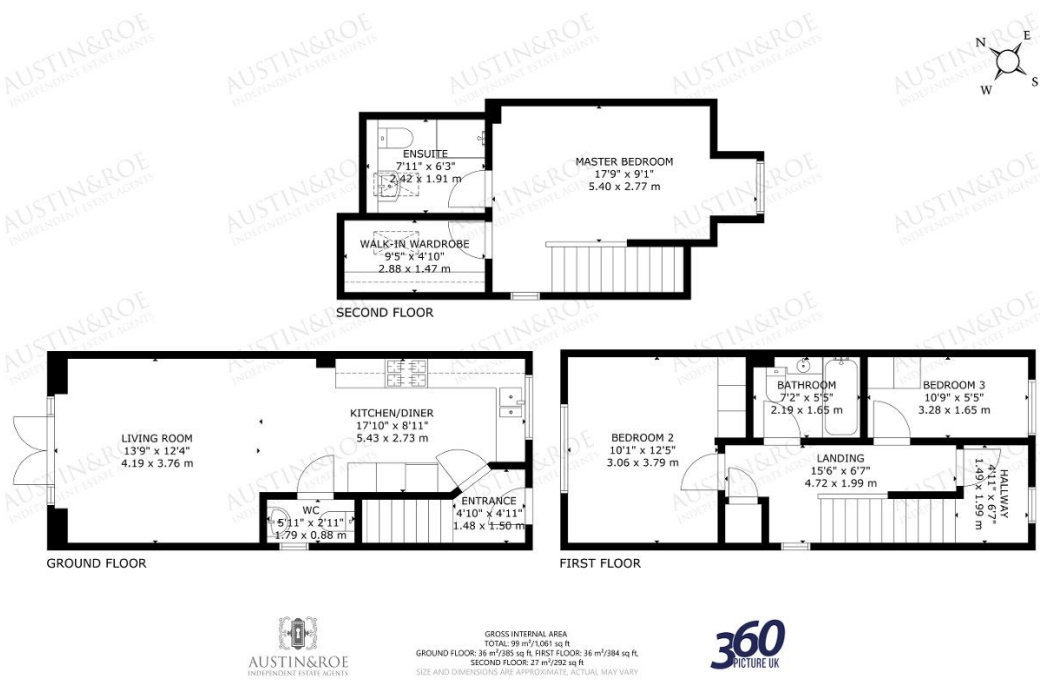 N
E
W
S
ENSUITE
7'11" x 6'3"
2.42 x 1.91 m
MASTER BEDROOM
17'9" x 9'1"
5.40 x 2.77 m
WALK-IN WARDROBE
9'5" x 4'10"
2.88 x 1.47 m
SECOND FLOOR
LIVING ROOM
13'9" x 12'4"
4.19 x 3.76 m
KITCHEN/DINER
17'10" x 8'11"
5.43 x 2.73 m
WC
5'11" x 2'11"
1.79 x 0.88 m
ENTRANCE
4'10" x 4'11"
1.48 x 1.50 m
GROUND FLOOR
BEDROOM 2
10'1" x 12'5"
3.06 x 3.79 m
BATHROOM
7'2" x 5'5"
2.19 x 1.65 m
BEDROOM 3
10'9" x 5'5"
3.28 x 1.65 m
LANDING
15'6" x 6'7"
4.72 x 1.99 m
HALLWAY
4'11" x 6'7"
1.49 x 1.99 m
FIRST FLOOR
AUSTIN&ROE
INDEPENDENT ESTATE AGENTS
GROSS INTERNAL AREA
TOTAL: 99 m²/1,061 sq ft
GROUND FLOOR: 36 m²/385 sq ft, FIRST FLOOR: 36 m²/384 sq ft,
SECOND FLOOR: 27 m²/292 sq ft
SIZE AND DIMENSIONS ARE APPROXIMATE, ACTUAL MAY VARY
360
PICTURE UK